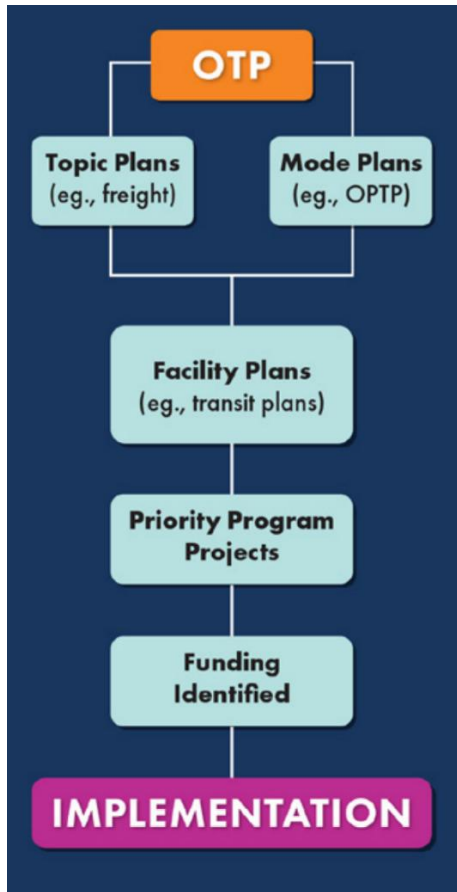 OTP
Topic Plans
(eg., freight)
Mode Plans
(eg., OPTP)
Facility Plans
(eg., transit plans)
Priority Program
Projects
Funding
Identified
IMPLEMENTATION